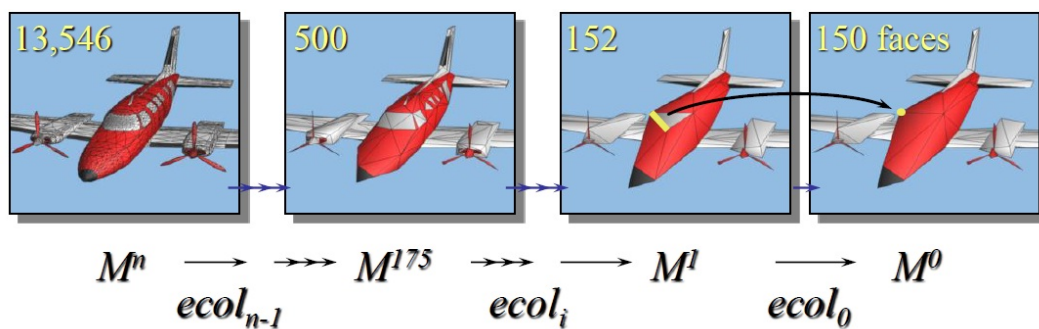 13,546 500 152 150 faces
Mⁿ M¹⁷⁵ M¹ M⁰
ecolₙ₋₁ ecolᵢ ecol₀